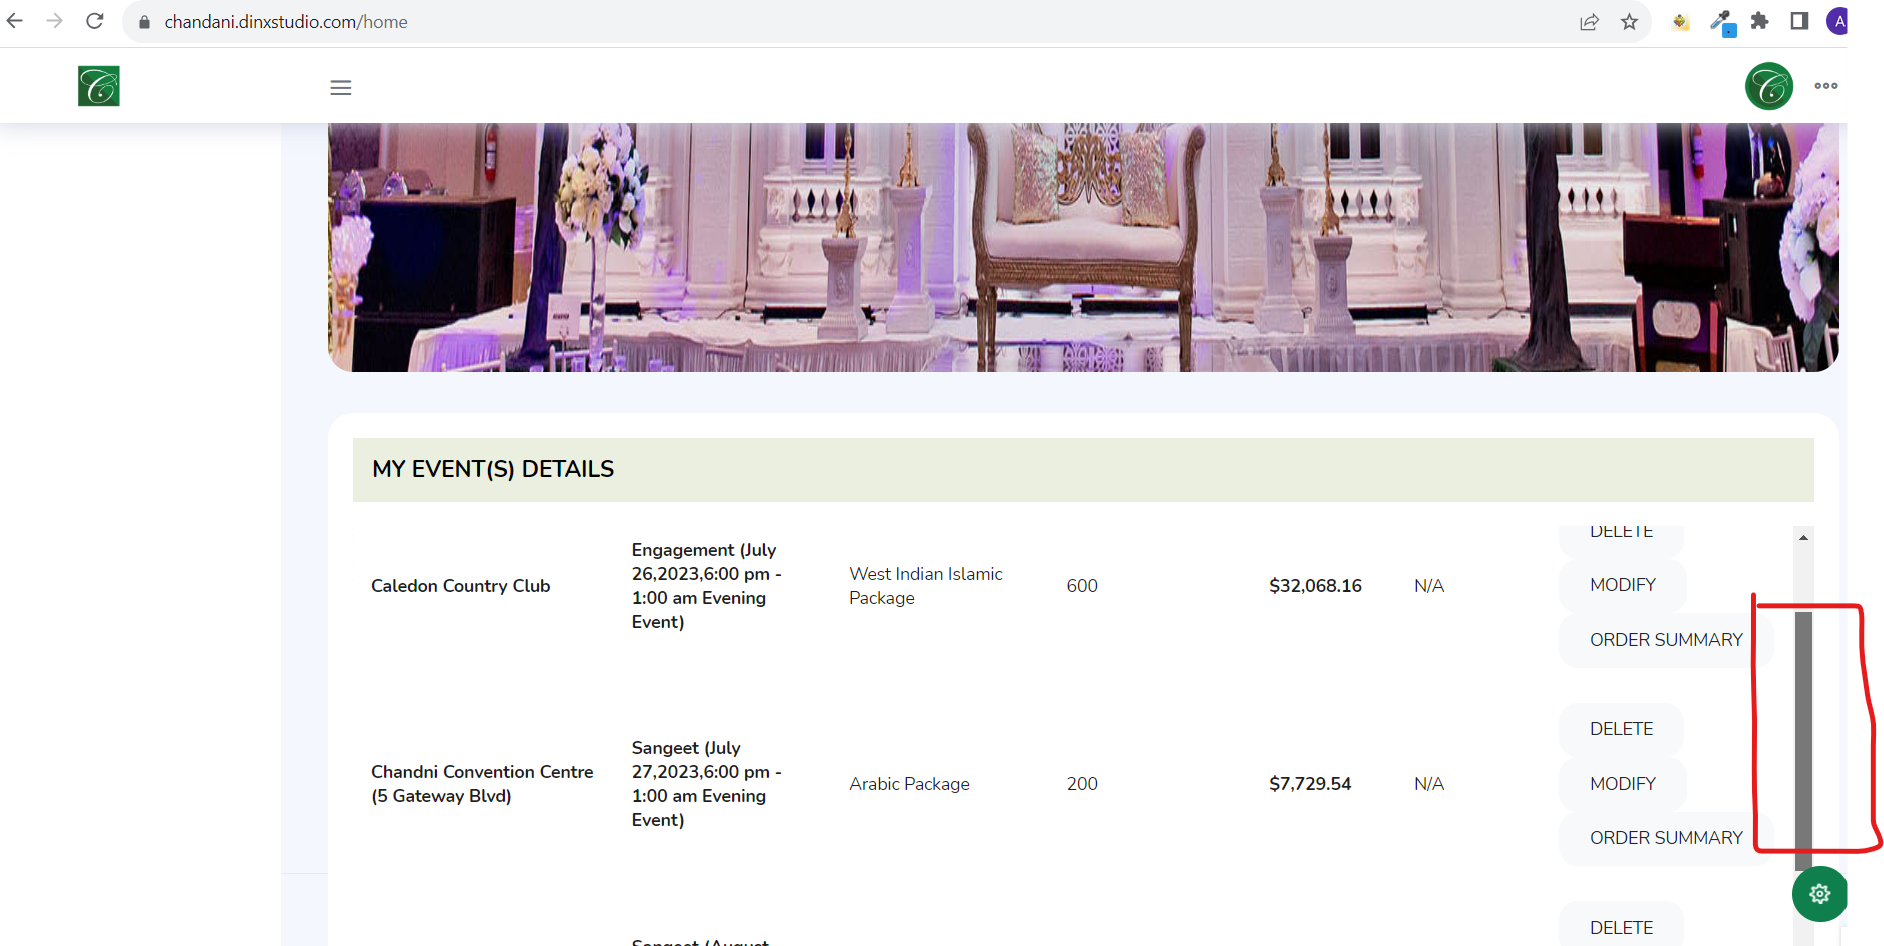 chandani.dinxstudio.com/home
A
MY EVENT(S) DETAILS
DELETE
Caledon Country Club
Engagement (July
26,2023,6:00 pm -
1:00 am Evening
Event)
West Indian Islamic
Package
600
$32,068.16
N/A
MODIFY
ORDER SUMMARY
Chandni Convention Centre
(5 Gateway Blvd)
Sangeet (July
27,2023,6:00 pm -
1:00 am Evening
Event)
Arabic Package
200
$7,729.54
N/A
DELETE
MODIFY
ORDER SUMMARY
Sangeet (August
DELETE